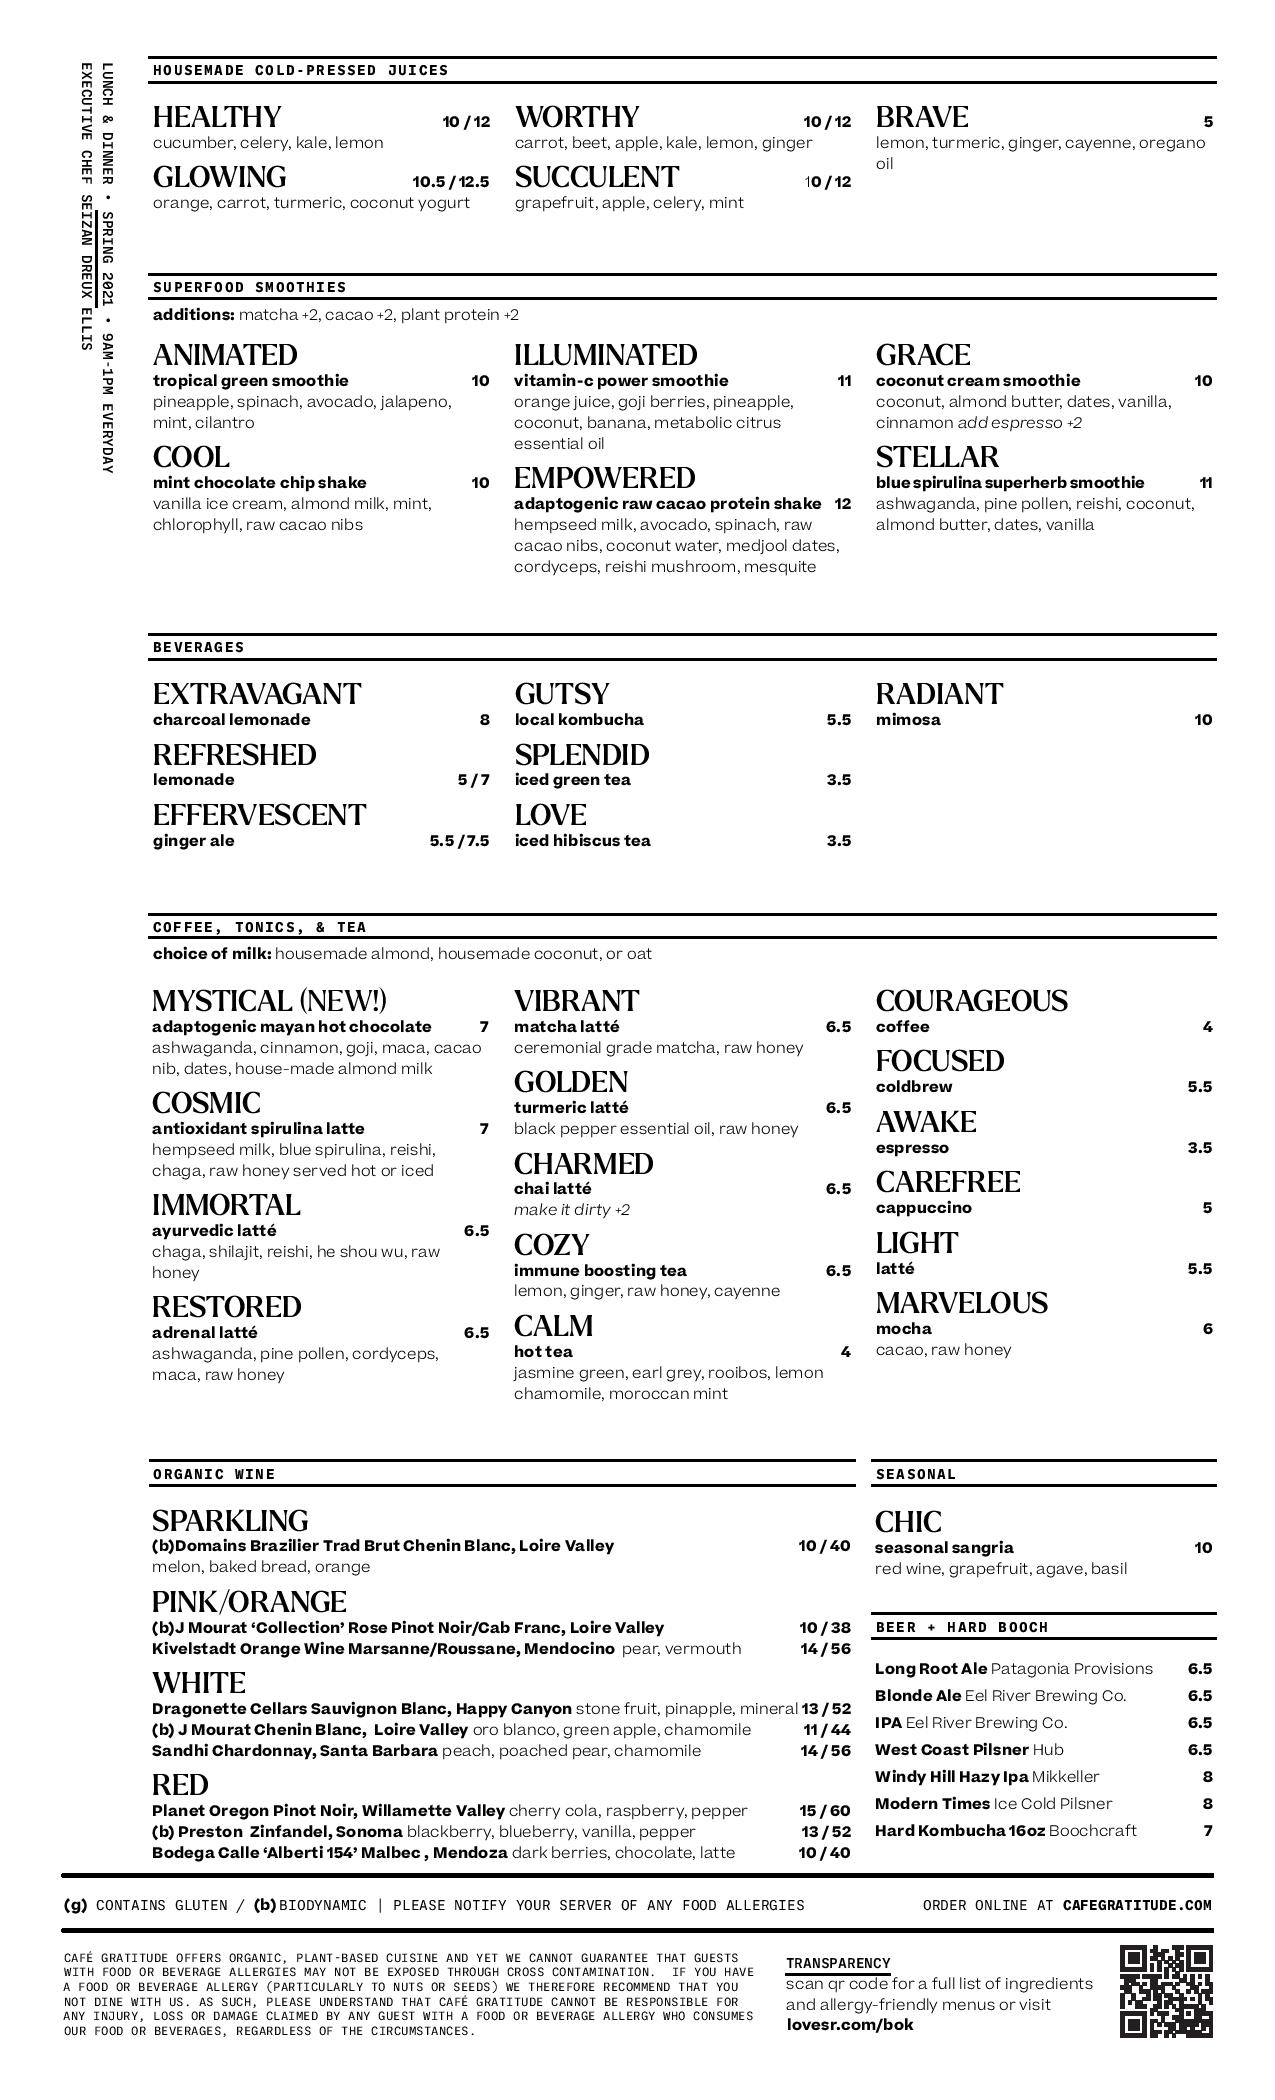 LUNCH & DINNER • SPRING 2021 • 9AM-1PM EVERYDAY
EXECUTIVE CHEF SEIZAN DREUX ELLIS
HOUSEMADE COLD-PRESSED JUICES
HEALTHY 10 / 12
cucumber, celery, kale, lemon
GLOWING 10.5 / 12.5
orange, carrot, turmeric, coconut yogurt
WORTHY 10 / 12
carrot, beet, apple, kale, lemon, ginger
SUCCULENT 10 / 12
grapefruit, apple, celery, mint
BRAVE 5
lemon, turmeric, ginger, cayenne, oregano
oil
SUPERFOOD SMOOTHIES
additions: matcha +2, cacao +2, plant protein +2
ANIMATED
tropical green smoothie 10
pineapple, spinach, avocado, jalapeno,
mint, cilantro
COOL
mint chocolate chip shake 10
vanilla ice cream, almond milk, mint,
chlorophyll, raw cacao nibs
ILLUMINATED
vitamin-c power smoothie 11
orange juice, goji berries, pineapple,
coconut, banana, metabolic citrus
essential oil
EMPOWERED
adaptogenic raw cacao protein shake 12
hempseed milk, avocado, spinach, raw
cacao nibs, coconut water, medjool dates,
cordyceps, reishi mushroom, mesquite
GRACE
coconut cream smoothie 10
coconut, almond butter, dates, vanilla,
cinnamon add espresso +2
STELLAR
blue spirulina superherb smoothie 11
ashwaganda, pine pollen, reishi, coconut,
almond butter, dates, vanilla
BEVERAGES
EXTRAVAGANT
charcoal lemonade 8
REFRESHED
lemonade 5 / 7
EFFERVESCENT
ginger ale 5.5 / 7.5
GUTSY
local kombucha 5.5
SPLENDID
iced green tea 3.5
LOVE
iced hibiscus tea 3.5
RADIANT
mimosa 10
COFFEE, TONICS, & TEA
choice of milk: housemade almond, housemade coconut, or oat
MYSTICAL (NEW!)
adaptogenic mayan hot chocolate 7
ashwaganda, cinnamon, goji, maca, cacao
nib, dates, house-made almond milk
COSMIC
antioxidant spirulina latte 7
hempseed milk, blue spirulina, reishi,
chaga, raw honey served hot or iced
IMMORTAL
ayurvedic latté 6.5
chaga, shilajit, reishi, he shou wu, raw
honey
RESTORED
adrenal latté 6.5
ashwaganda, pine pollen, cordyceps,
maca, raw honey
VIBRANT
matcha latté 6.5
ceremonial grade matcha, raw honey
GOLDEN
turmeric latté 6.5
black pepper essential oil, raw honey
CHARMED
chai latté 6.5
make it dirty +2
COZY
immune boosting tea 6.5
lemon, ginger, raw honey, cayenne
CALM
hot tea 4
jasmine green, earl grey, rooibos, lemon
chamomile, moroccan mint
COURAGEOUS
coffee 4
FOCUSED
coldbrew 5.5
AWAKE
espresso 3.5
CAREFREE
cappuccino 5
LIGHT
latté 5.5
MARVELOUS
mocha 6
cacao, raw honey
ORGANIC WINE
SPARKLING
(b)Domains Brazilier Trad Brut Chenin Blanc, Loire Valley 10 / 40
melon, baked bread, orange
PINK/ORANGE
(b)J Mourat ‘Collection’ Rose Pinot Noir/Cab Franc, Loire Valley 10 / 38
Kivelstadt Orange Wine Marsanne/Roussane, Mendocino pear, vermouth 14 / 56
WHITE
Dragonette Cellars Sauvignon Blanc, Happy Canyon stone fruit, pinapple, mineral 13 / 52
(b) J Mourat Chenin Blanc, Loire Valley oro blanco, green apple, chamomile 11 / 44
Sandhi Chardonnay, Santa Barbara peach, poached pear, chamomile 14 / 56
RED
Planet Oregon Pinot Noir, Willamette Valley cherry cola, raspberry, pepper 15 / 60
(b) Preston Zinfandel, Sonoma blackberry, blueberry, vanilla, pepper 13 / 52
Bodega Calle ‘Alberti 154’ Malbec , Mendoza dark berries, chocolate, latte 10 / 40
SEASONAL
CHIC
seasonal sangria 10
red wine, grapefruit, agave, basil
BEER + HARD BOOCH
Long Root Ale Patagonia Provisions 6.5
Blonde Ale Eel River Brewing Co. 6.5
IPA Eel River Brewing Co. 6.5
West Coast Pilsner Hub 6.5
Windy Hill Hazy Ipa Mikkeller 8
Modern Times Ice Cold Pilsner 8
Hard Kombucha 16oz Boochcraft 7
(g) CONTAINS GLUTEN / (b)BIODYNAMIC | PLEASE NOTIFY YOUR SERVER OF ANY FOOD ALLERGIES ORDER ONLINE AT CAFEGRATITUDE.COM
CAFÉ GRATITUDE OFFERS ORGANIC, PLANT-BASED CUISINE AND YET WE CANNOT GUARANTEE THAT GUESTS
WITH FOOD OR BEVERAGE ALLERGIES MAY NOT BE EXPOSED THROUGH CROSS CONTAMINATION. IF YOU HAVE
A FOOD OR BEVERAGE ALLERGY (PARTICULARLY TO NUTS OR SEEDS) WE THEREFORE RECOMMEND THAT YOU
NOT DINE WITH US. AS SUCH, PLEASE UNDERSTAND THAT CAFÉ GRATITUDE CANNOT BE RESPONSIBLE FOR
ANY INJURY, LOSS OR DAMAGE CLAIMED BY ANY GUEST WITH A FOOD OR BEVERAGE ALLERGY WHO CONSUMES
OUR FOOD OR BEVERAGES, REGARDLESS OF THE CIRCUMSTANCES.
TRANSPARENCY
scan qr code for a full list of ingredients
and allergy-friendly menus or visit
lovesr.com/bok